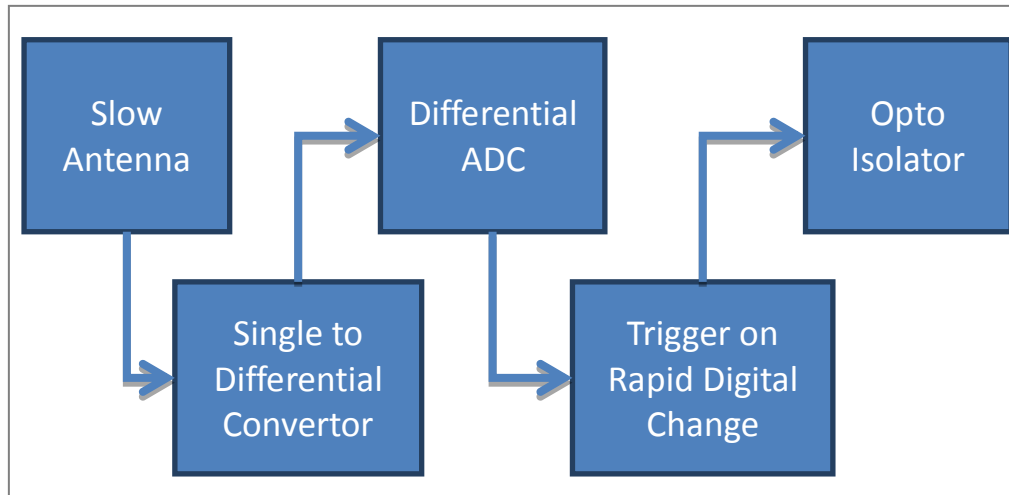 Slow
Antenna
Single to
Differential
Convertor
Differential
ADC
Trigger on
Rapid Digital
Change
Opto
Isolator